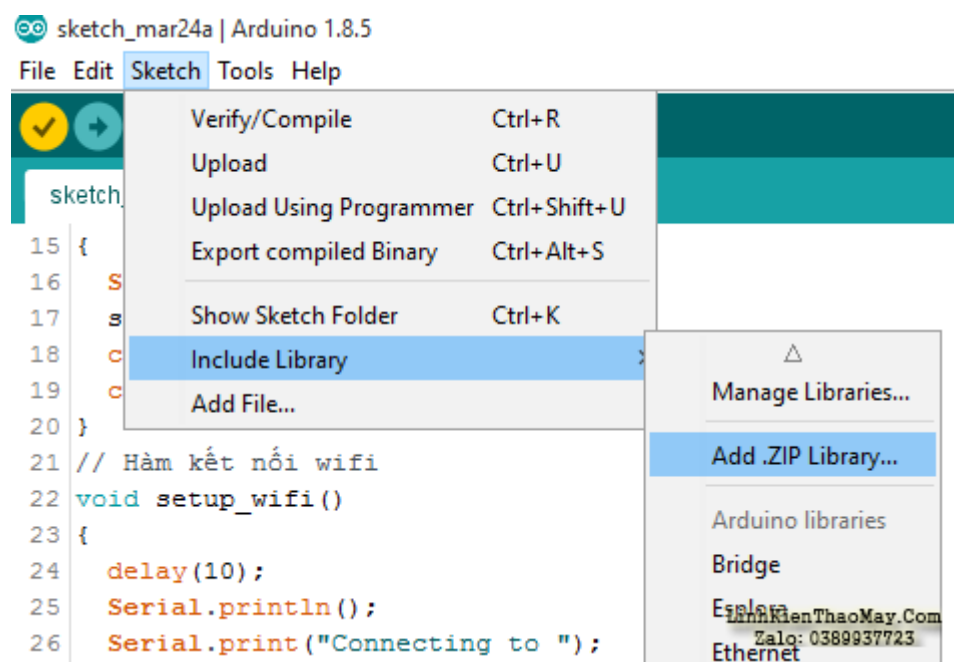 sketch_mar24a | Arduino 1.8.5
File Edit Sketch Tools Help
Verify/Compile Ctrl+R
Upload Ctrl+U
Upload Using Programmer Ctrl+Shift+U
Export compiled Binary Ctrl+Alt+S
Show Sketch Folder Ctrl+K
Include Library
Add File...
Manage Libraries...
Add .ZIP Library...
Arduino libraries
Bridge
Esplora
Ethernet
sketch_
15 {
16 S
17 s
18 c
19 c
20 }
21 // Hàm kết nối wifi
22 void setup_wifi()
23 {
24 delay(10);
25 Serial.println();
26 Serial.print("Connecting to ");
LinhKienThaoMay.Com
Zalo: 0389937723